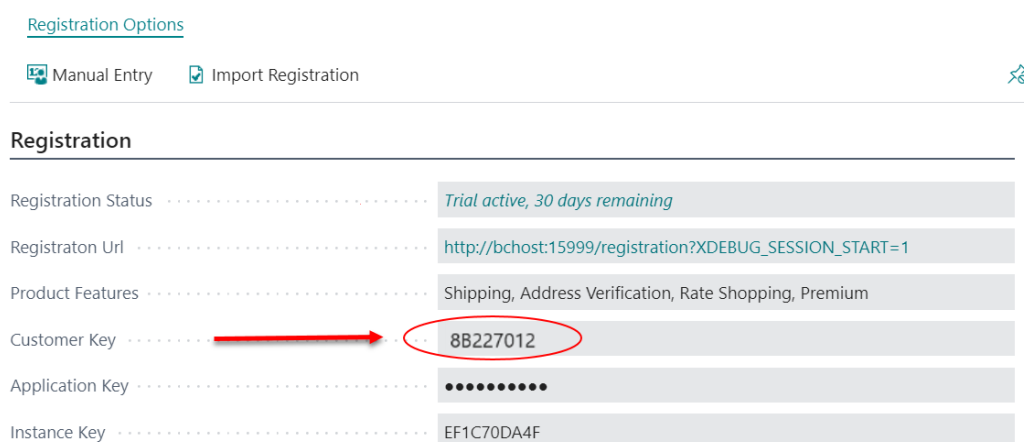 Registration Options
Manual Entry Import Registration
Registration
Registration Status Trial active, 30 days remaining
Registraton Url http://bchost:15999/registration?XDEBUG_SESSION_START=1
Product Features Shipping, Address Verification, Rate Shopping, Premium
Customer Key 8B227012
Application Key ●●●●●●●●●●
Instance Key EF1C70DA4F